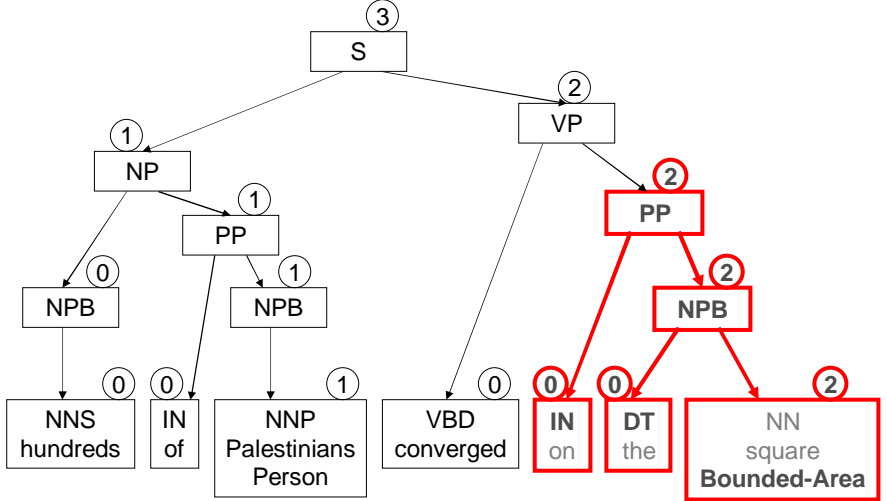 3
S
2
VP
1
NP
2
PP
1
PP
0
NPB
1
NPB
2
NPB
0
NNS
hundreds
0
IN
of
1
NNP
Palestinians
Person
0
VBD
converged
0
IN
on
0
DT
the
2
NN
square
Bounded-Area